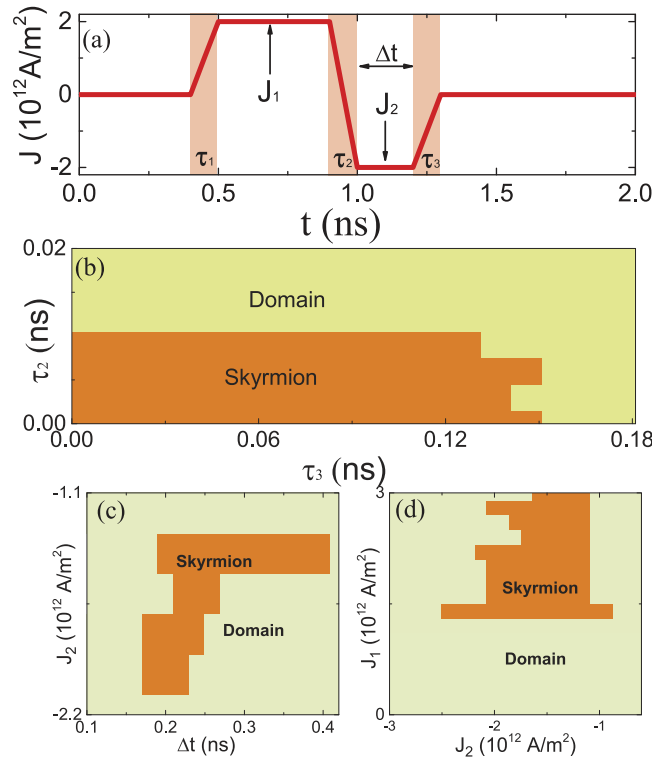 (a)
J (10¹²A/m²)
2
0
-2
τ₁
J₁
τ₂
Δt
J₂
τ₃
0.0 0.5 1.0 1.5 2.0
t (ns)
(b)
τ₂ (ns)
0.02
0.00
Domain
Skyrmion
0.00 0.06 0.12 0.18
τ₃ (ns)
(c)
J₂ (10¹² A/m²)
-1.1
-2.2
Skyrmion
Domain
0.1 0.2 0.3 0.4
Δt (ns)
(d)
J₁ (10¹² A/m²)
3
0
Skyrmion
Domain
-3 -2 -1
J₂ (10¹² A/m²)